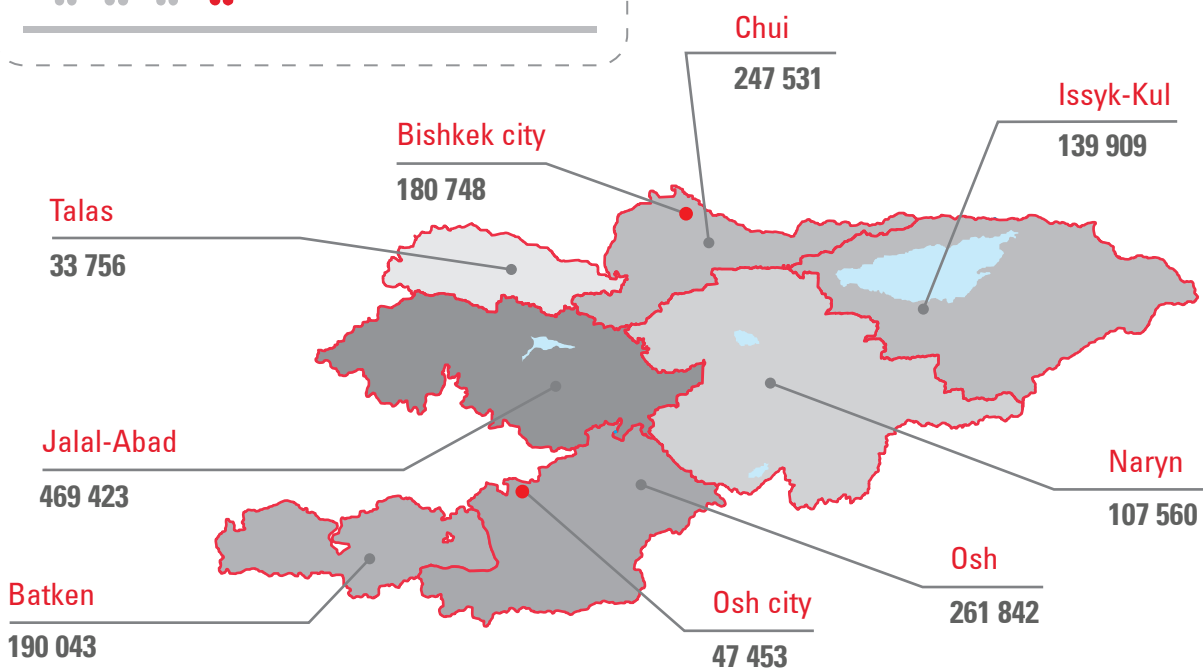 Chui
247 531
Issyk-Kul
139 909
Bishkek city
180 748
Talas
33 756
Jalal-Abad
469 423
Naryn
107 560
Osh
261 842
Batken
190 043
Osh city
47 453